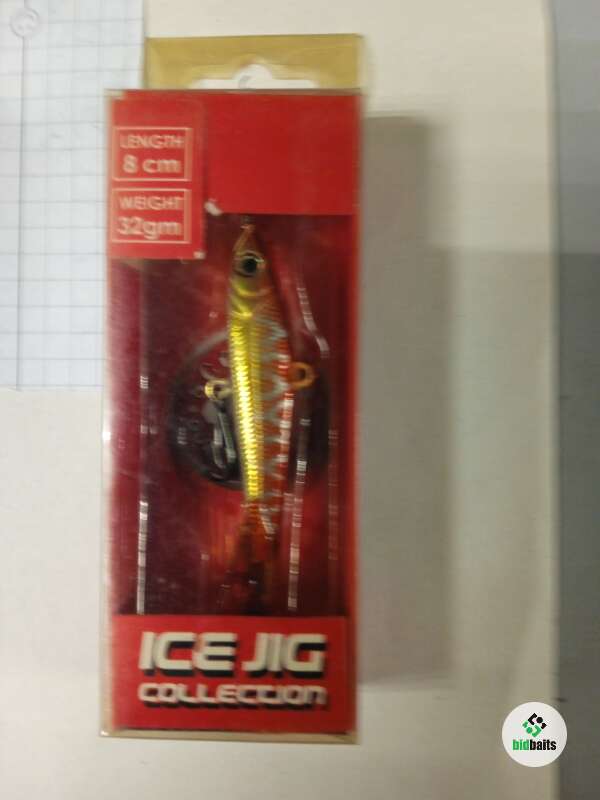 LENGTH
8 cm
WEIGHT
32gm
ICE JIG
COLLECTION
bidbaits